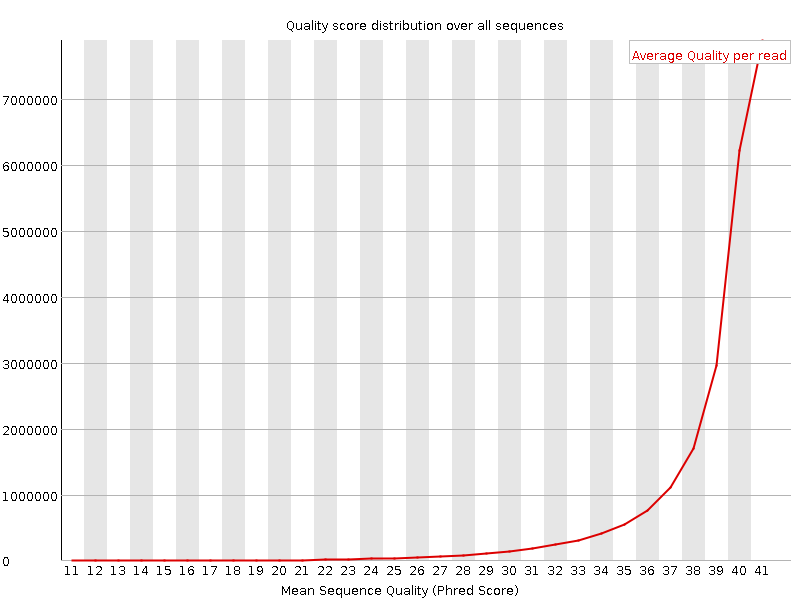 Quality score distribution over all sequences
Average Quality per read
7000000
6000000
5000000
4000000
3000000
2000000
1000000
0
11 12 13 14 15 16 17 18 19 20 21 22 23 24 25 26 27 28 29 30 31 32 33 34 35 36 37 38 39 40 41
Mean Sequence Quality (Phred Score)